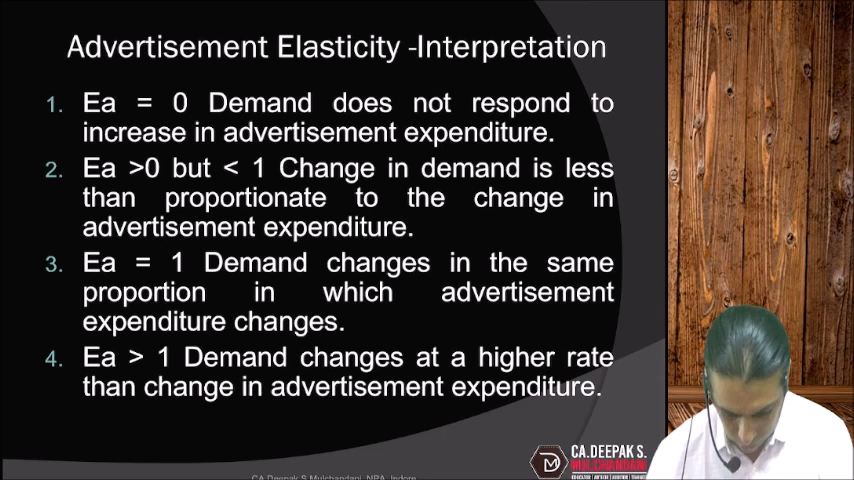 Advertisement Elasticity -Interpretation
1. Ea = 0 Demand does not respond to
increase in advertisement expenditure.
2. Ea >0 but < 1 Change in demand is less
than proportionate to the change in
advertisement expenditure.
3. Ea = 1 Demand changes in the same
proportion in which advertisement
expenditure changes.
4. Ea > 1 Demand changes at a higher rate
than change in advertisement expenditure.
CA.DEEPAK S.
MULCHANDANI
CA Deepak S Mulchandani, NPA, Indore